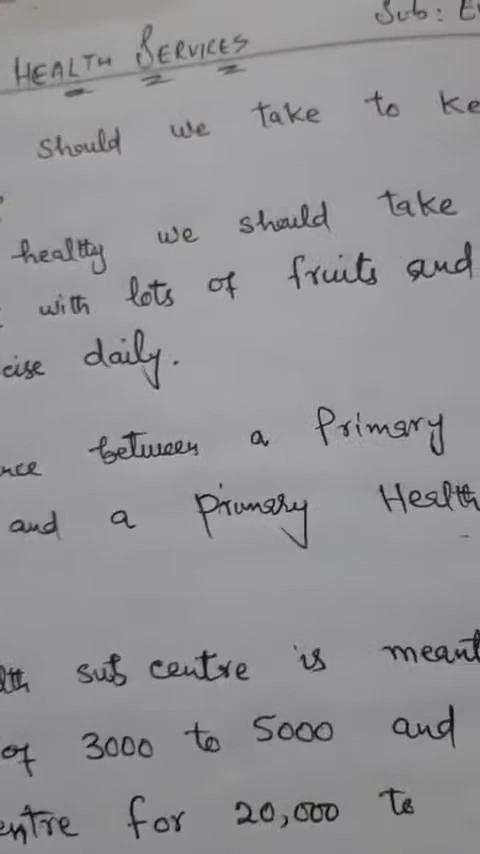 Sub: E
HEALTH SERVICES
should we take to ke
healthy we should take
with lots of fruits and
cise daily.
nce between a Primary
and a primary Health
lth sub centre is meant
of 3000 to 5000 and
entre for 20,000 to